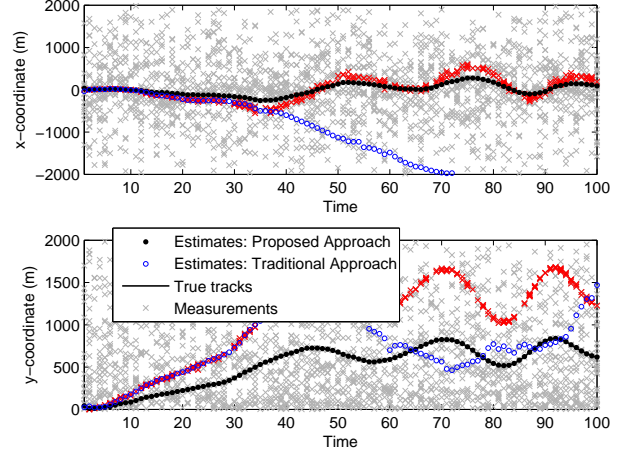 2000
1000
0
−1000
−2000
x−coordinate (m)
10 20 30 40 50 60 70 80 90 100
Time
2000
1500
1000
500
0
y−coordinate (m)
Estimates: Proposed Approach
Estimates: Traditional Approach
True tracks
Measurements
10 20 30 40 50 60 70 80 90 100
Time